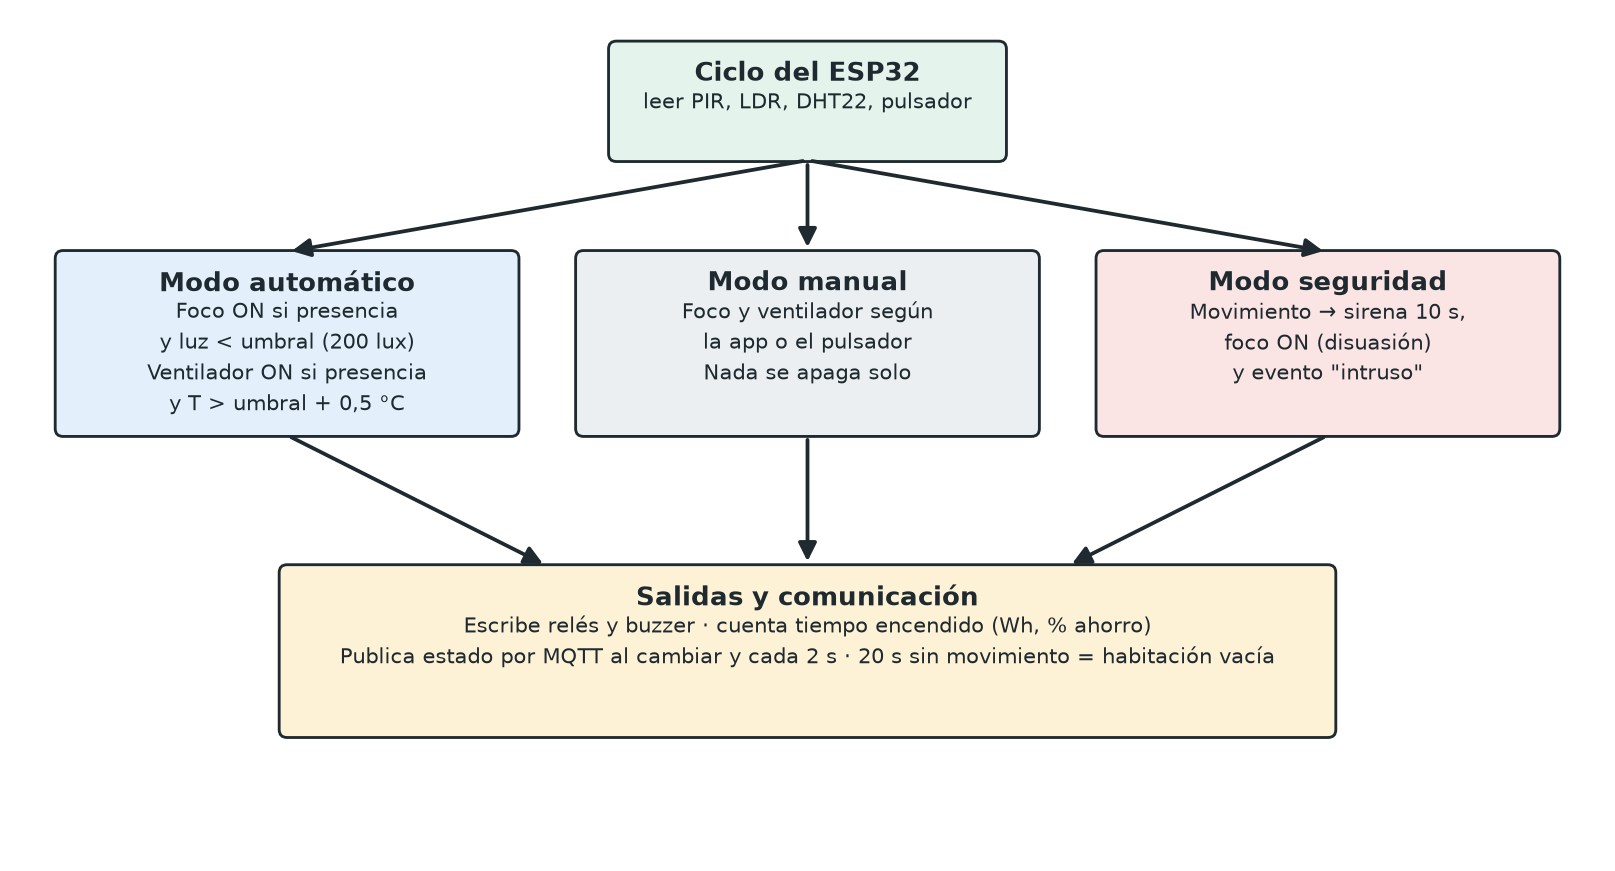 Ciclo del ESP32
leer PIR, LDR, DHT22, pulsador
Modo automático
Foco ON si presencia
y luz < umbral (200 lux)
Ventilador ON si presencia
y T > umbral + 0,5 °C
Modo manual
Foco y ventilador según
la app o el pulsador
Nada se apaga solo
Modo seguridad
Movimiento → sirena 10 s,
foco ON (disuasión)
y evento "intruso"
Salidas y comunicación
Escribe relés y buzzer · cuenta tiempo encendido (Wh, % ahorro)
Publica estado por MQTT al cambiar y cada 2 s · 20 s sin movimiento = habitación vacía